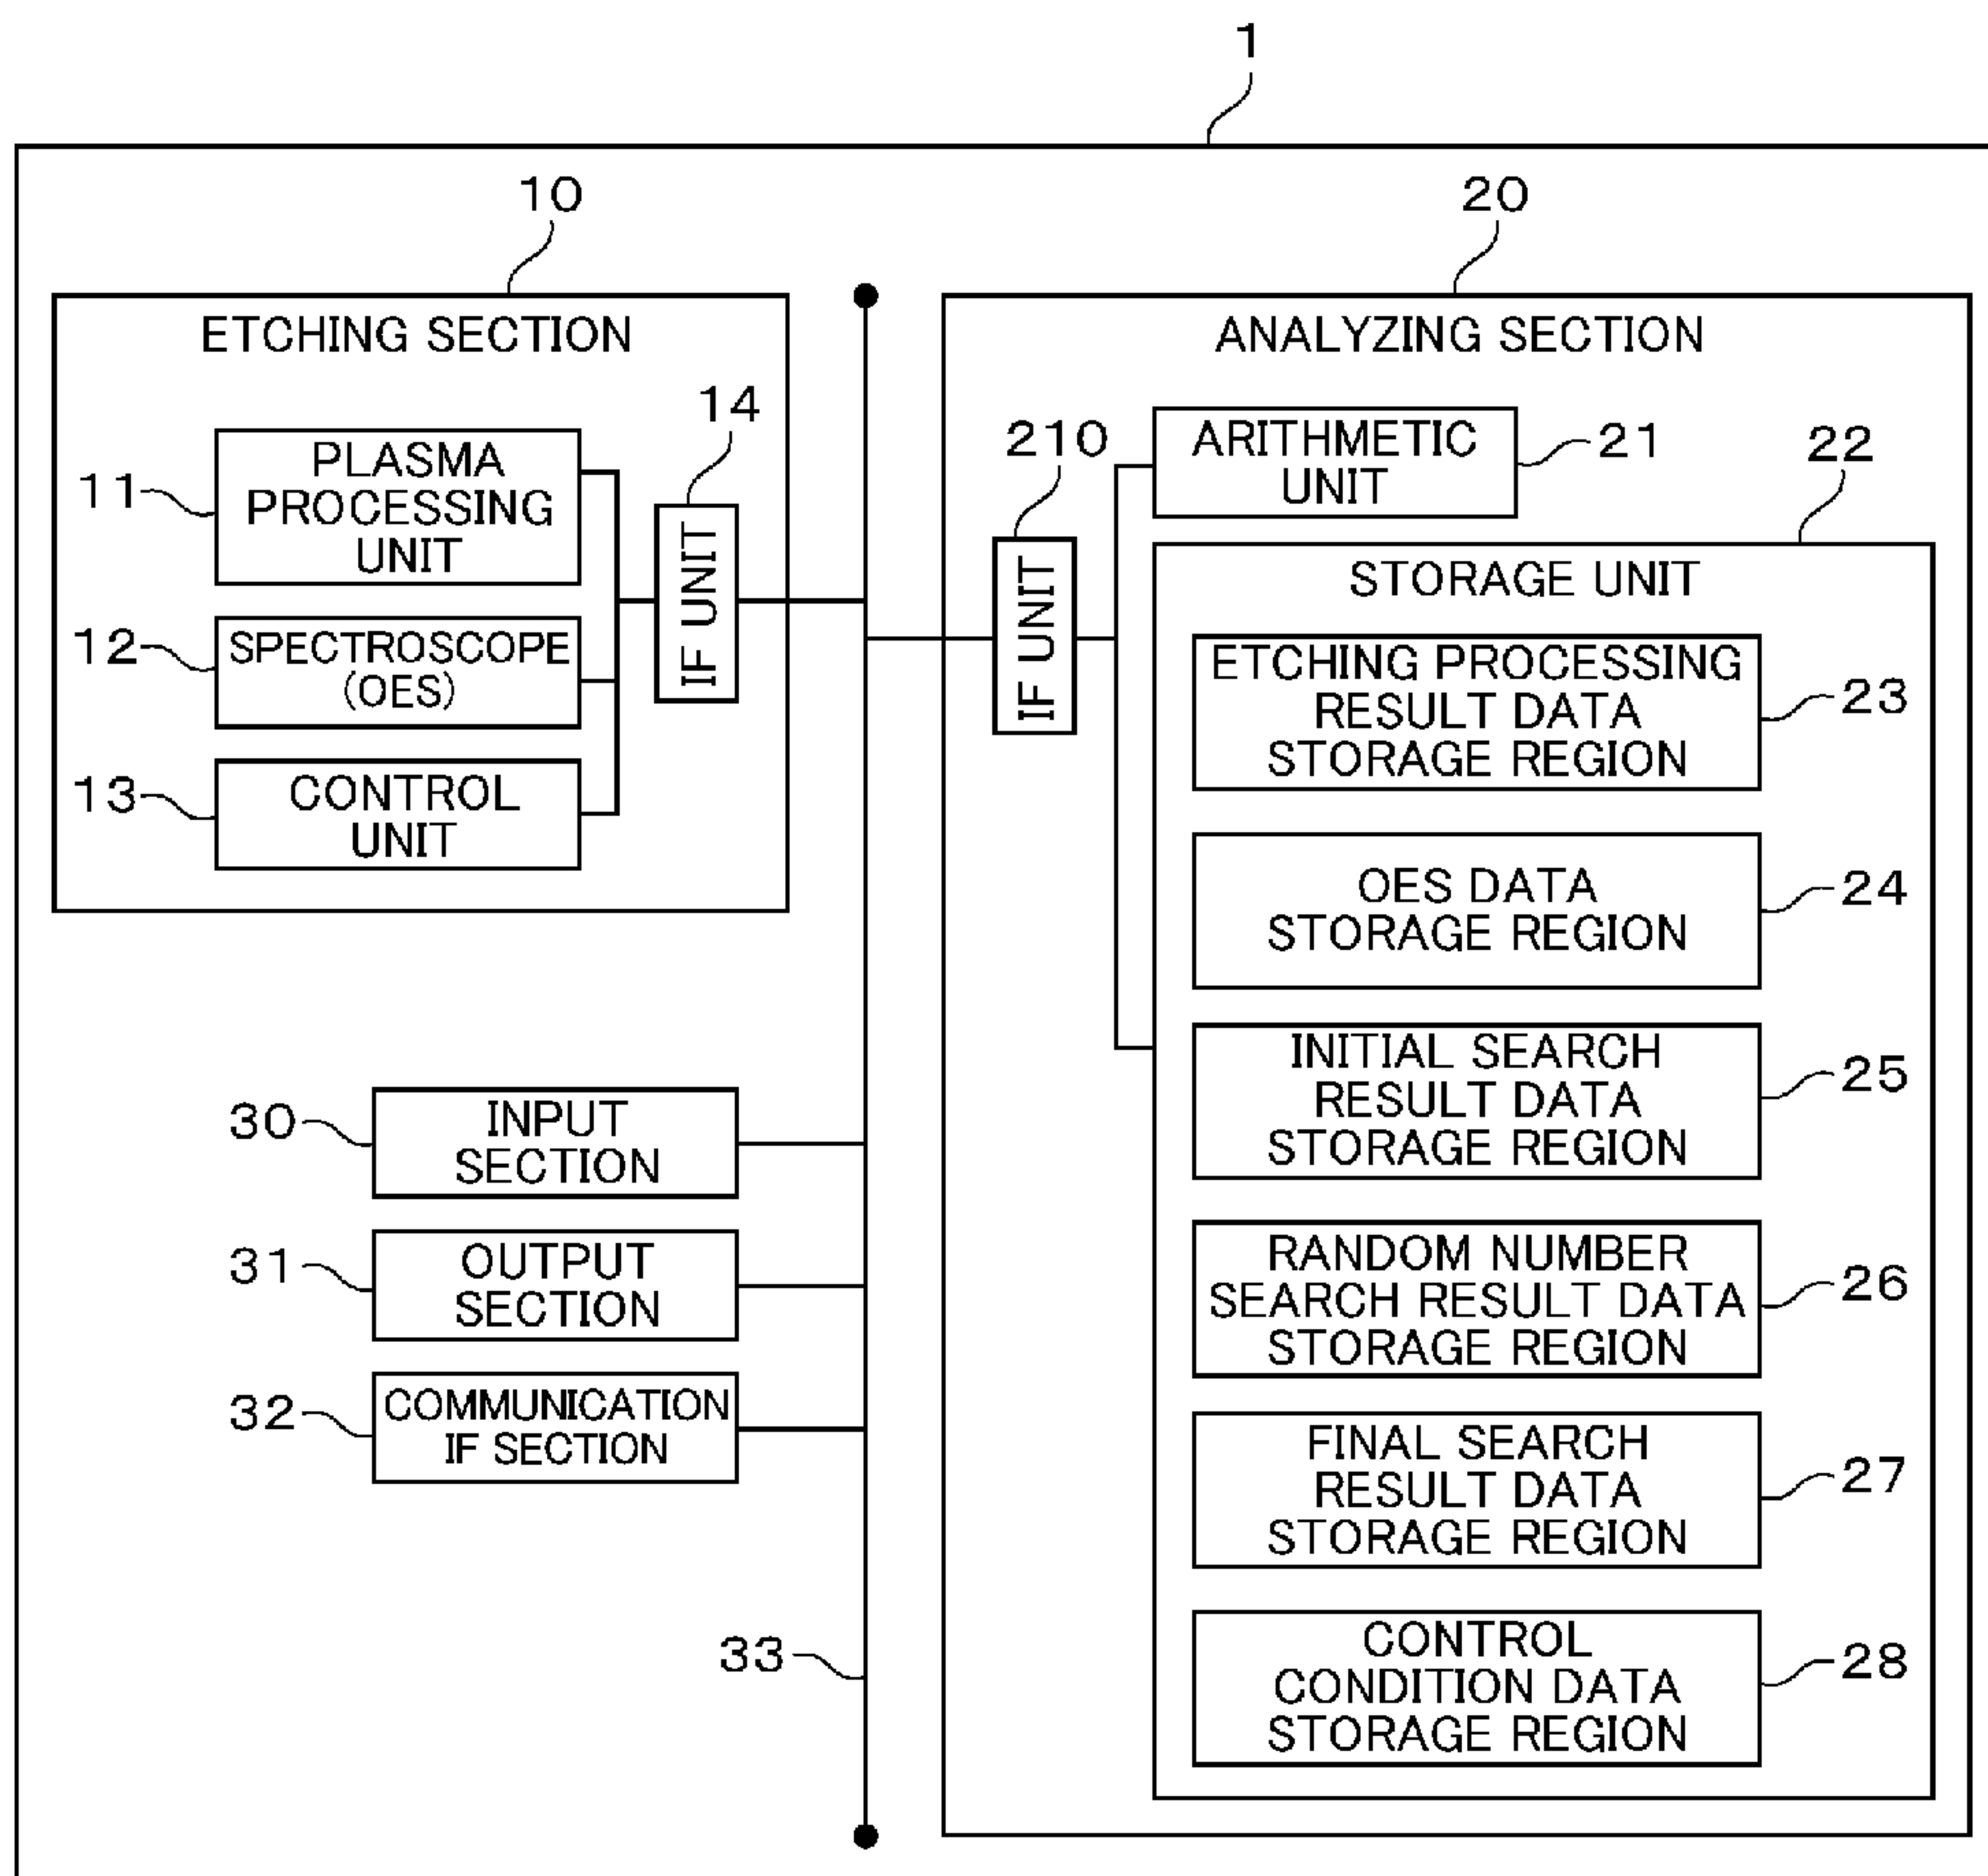 1
10
20
ETCHING SECTION
ANALYZING SECTION
14
11
PLASMA
PROCESSING
UNIT
12
SPECTROSCOPE
(OES)
13
CONTROL
UNIT
IF UNIT
210
IF UNIT
ARITHMETIC
UNIT
21
22
STORAGE UNIT
ETCHING PROCESSING
RESULT DATA
STORAGE REGION
23
OES DATA
STORAGE REGION
24
INITIAL SEARCH
RESULT DATA
STORAGE REGION
25
RANDOM NUMBER
SEARCH RESULT DATA
STORAGE REGION
26
FINAL SEARCH
RESULT DATA
STORAGE REGION
27
CONTROL
CONDITION DATA
STORAGE REGION
28
30
INPUT
SECTION
31
OUTPUT
SECTION
32
COMMUNICATION
IF SECTION
33